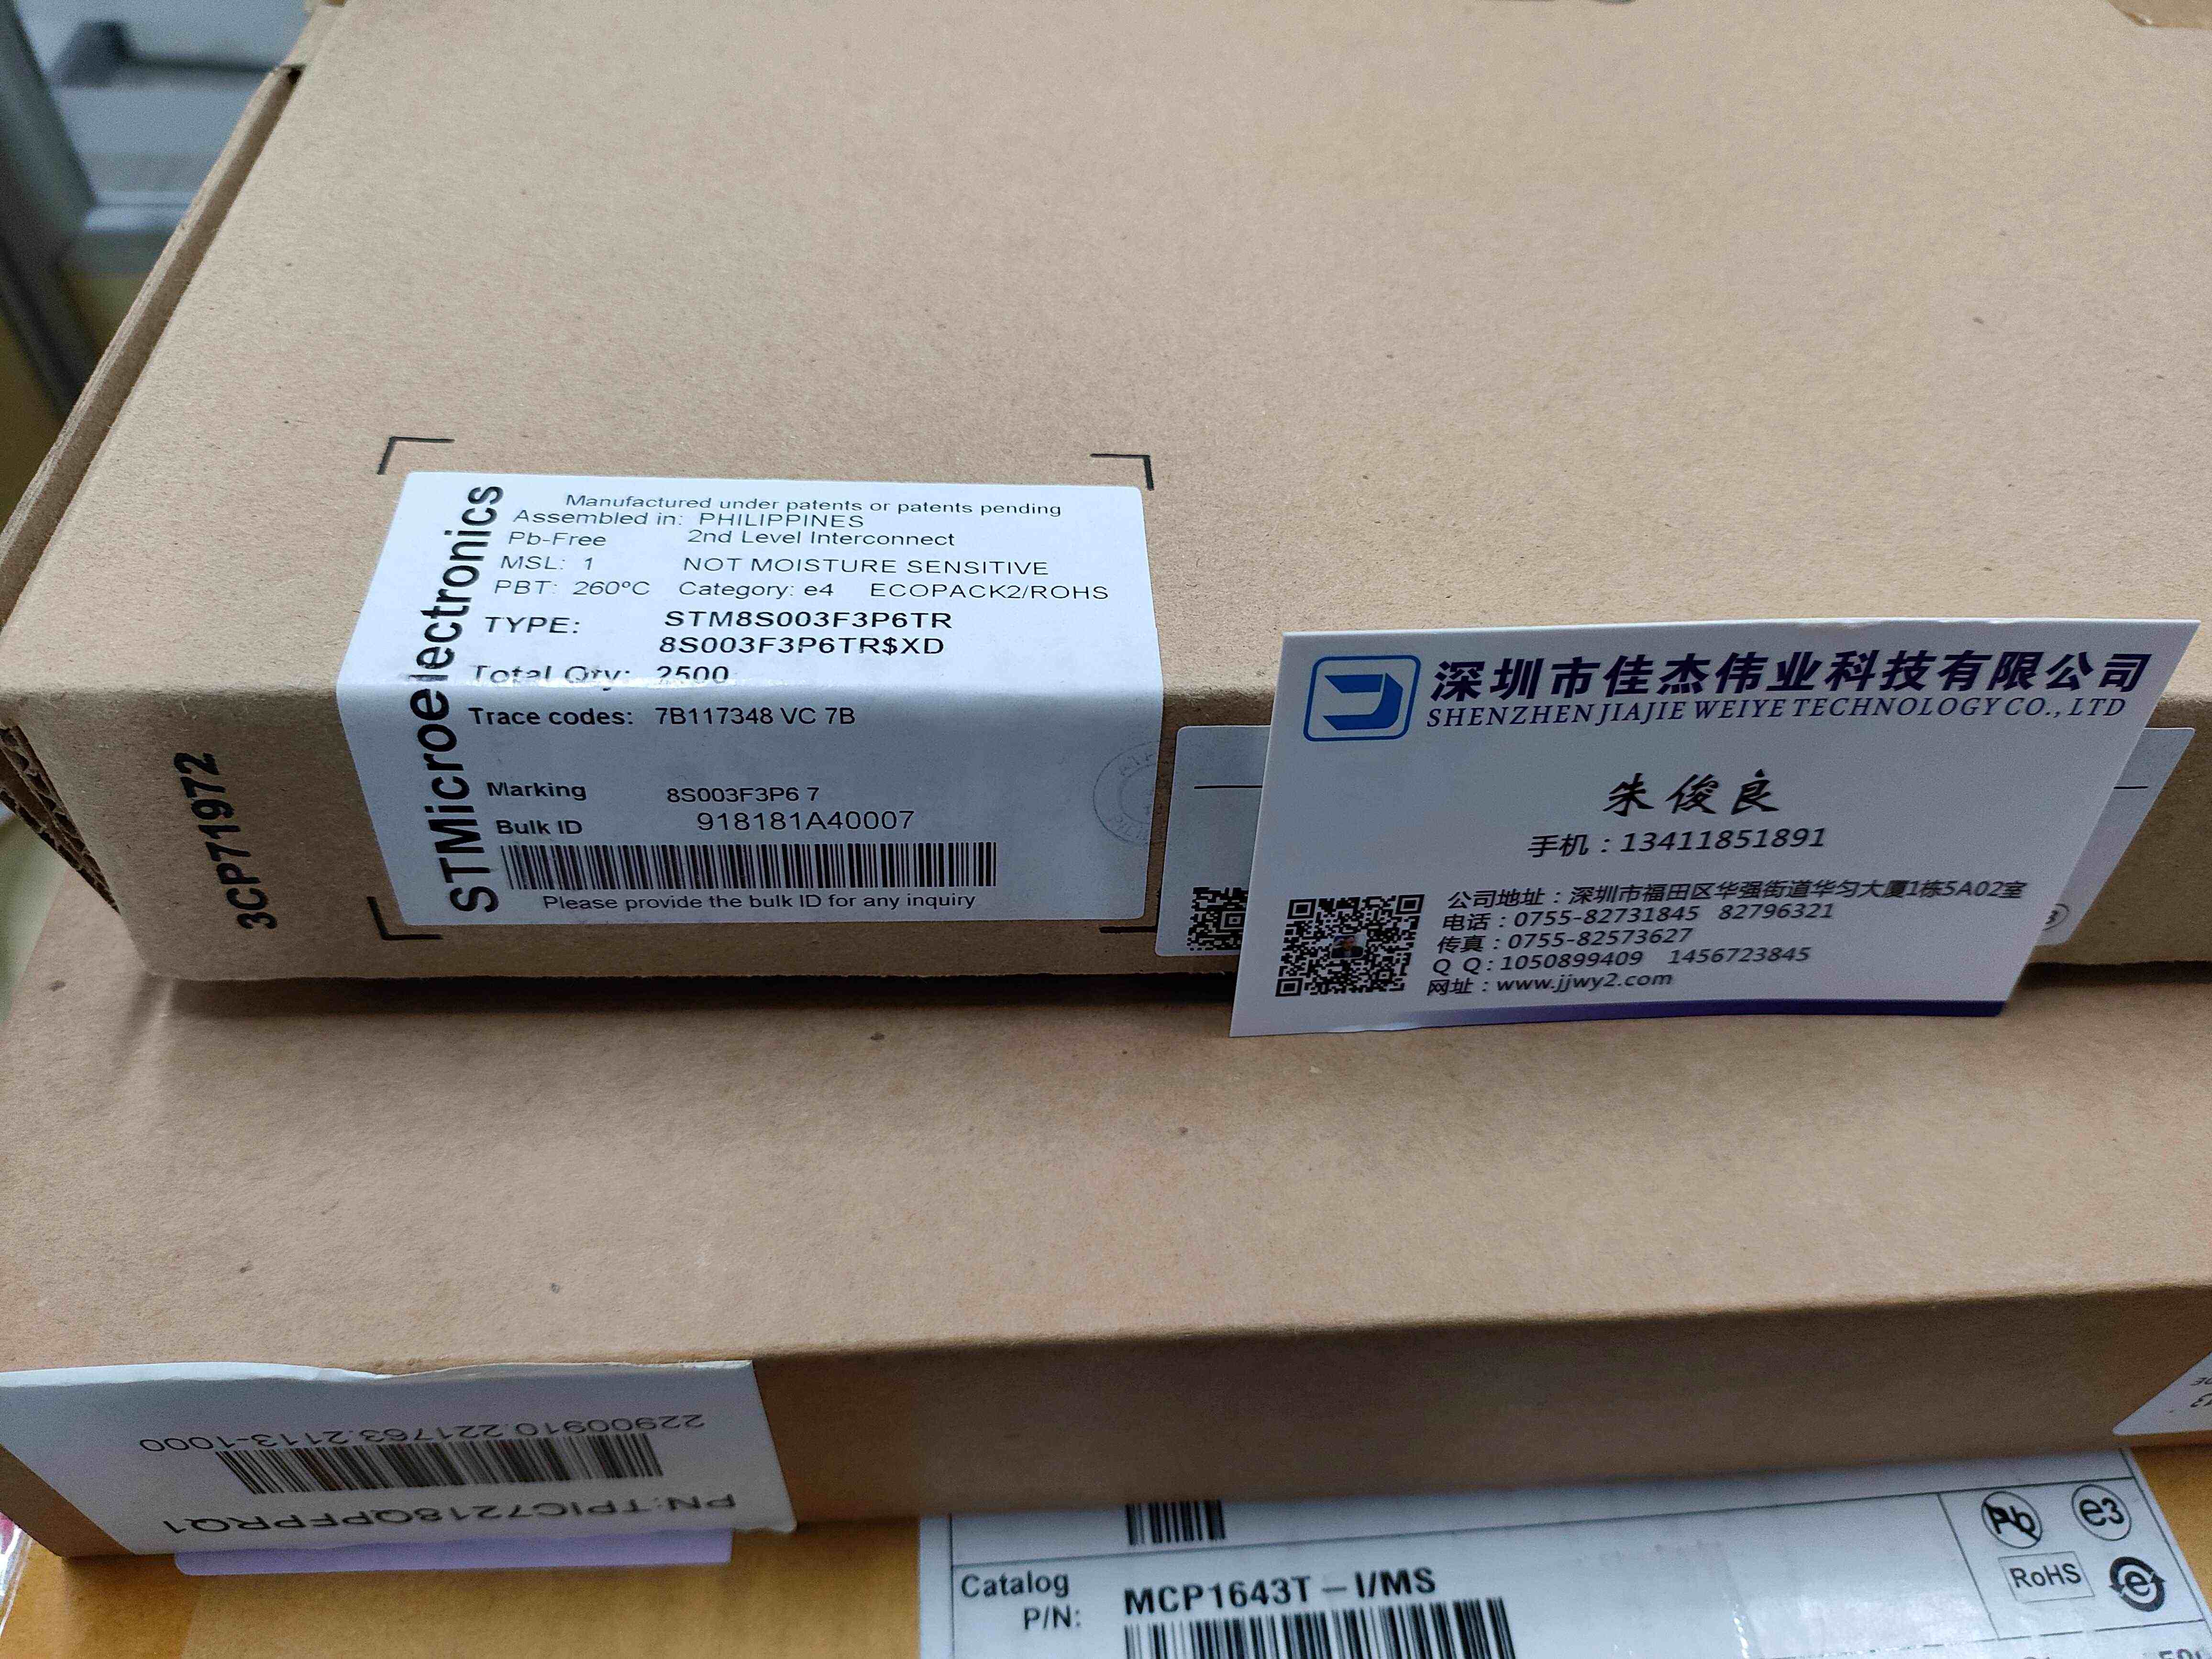 STMicroelectronics
Manufactured under patents or patents pending
Assembled in: PHILIPPINES
Pb-Free 2nd Level Interconnect
MSL: 1 NOT MOISTURE SENSITIVE
PBT: 260ºC Category: e4 ECOPACK2/ROHS
TYPE: STM8S003F3P6TR
8S003F3P6TR$XD
Total Qty: 2500
Trace codes: 7B117348 VC 7B
Marking 8S003F3P6 7
Bulk ID 918181A40007
Please provide the bulk ID for any inquiry
3CP71972
深圳市佳杰伟业科技有限公司
SHENZHEN JIAJIE WEIYE TECHNOLOGY CO., LTD
朱俊良
手机：13411851891
公司地址：深圳市福田区华强街道华匀大厦1栋5A02室
电话：0755-82731845 82796321
传真：0755-82573627
Q Q：1050899409 1456723845
网址：www.jjwy2.com
PN:TPIC7218QPFPRQ1
22900910.221763.2113-1000
Catalog
P/N: MCP1643T-I/MS
Pb
e3
RoHS
e